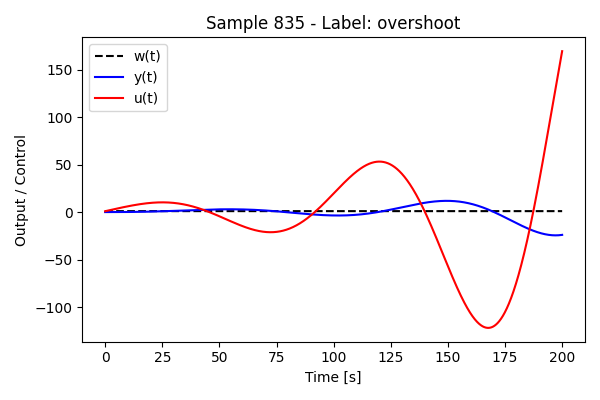 Sample 835 - Label: overshoot
w(t)
y(t)
u(t)
Output / Control
150
100
50
0
−50
−100
0 25 50 75 100 125 150 175 200
Time [s]